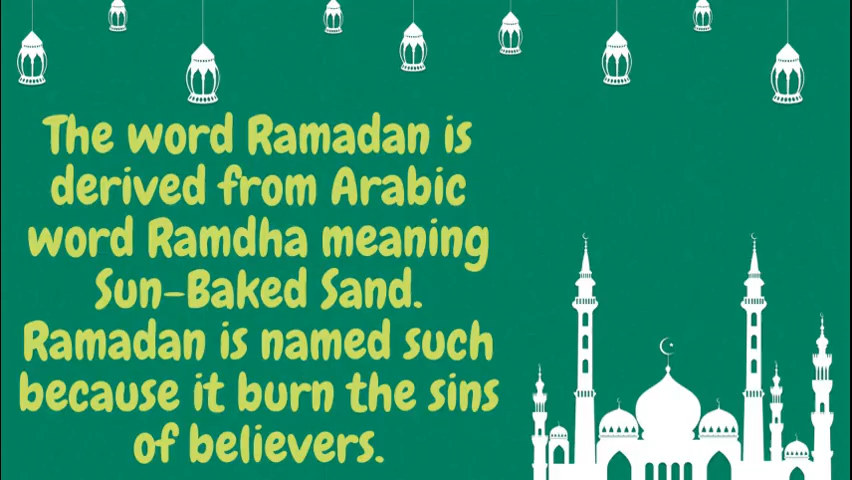 The word Ramadan is
derived from Arabic
word Ramdha meaning
Sun-Baked Sand.
Ramadan is named such
because it burn the sins
of believers.